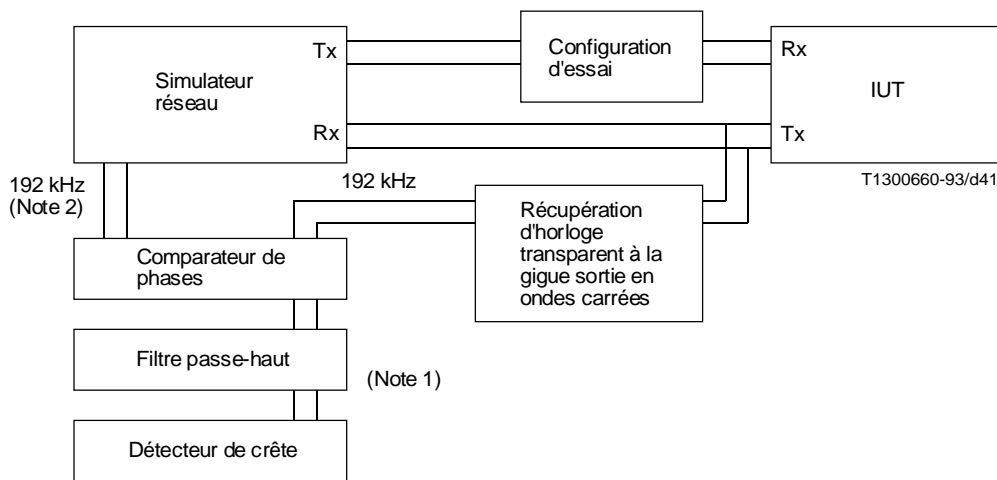 Tx
Simulateur
réseau
Rx
Configuration
d'essai
Rx
IUT
Tx
T1300660-93/d41
192 kHz
(Note 2)
192 kHz
Récupération
d'horloge
transparent à la
gigue sortie en
ondes carrées
Comparateur de
phases
Filtre passe-haut
(Note 1)
Détecteur de crête